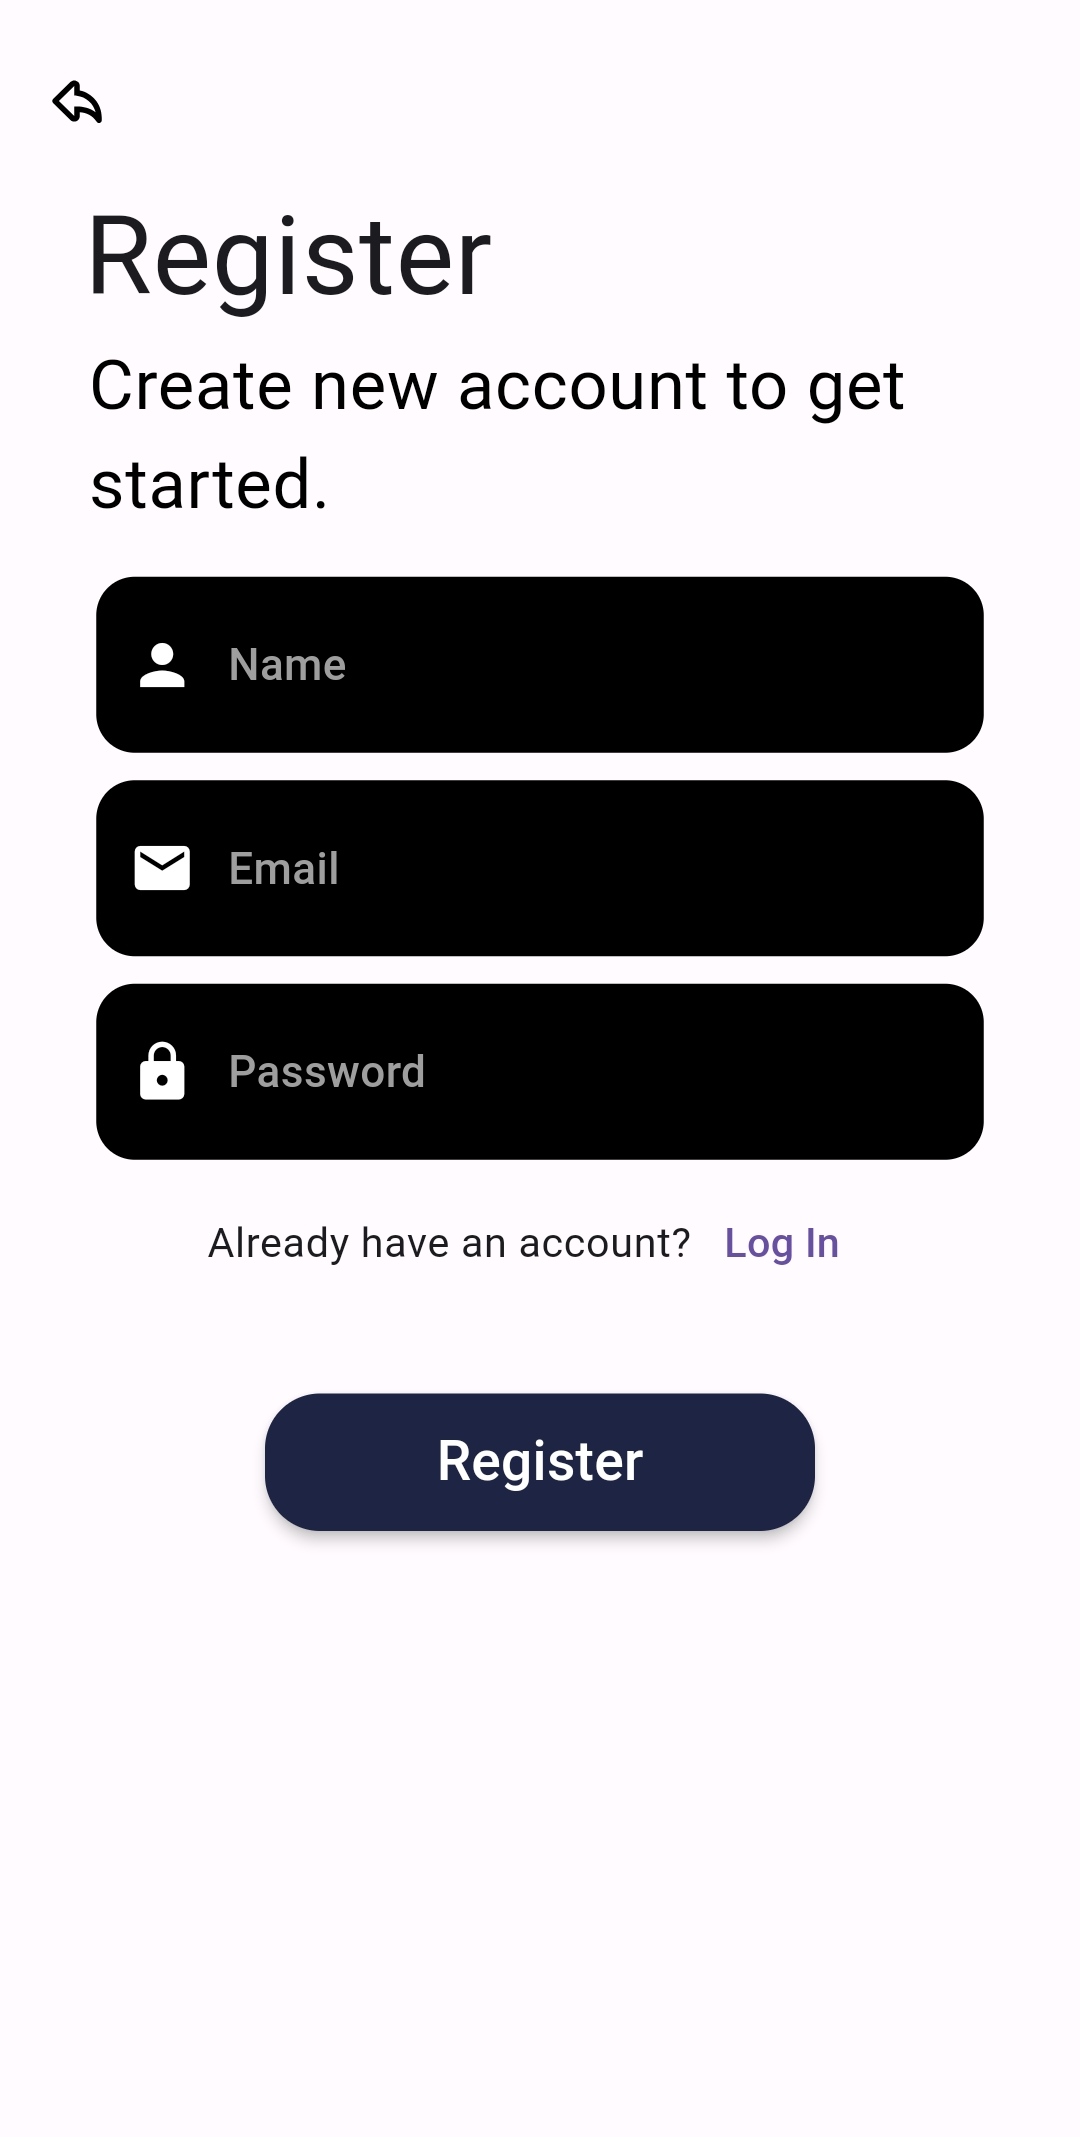 Register
Create new account to get
started.
Name
Email
Password
Already have an account? Log In
Register